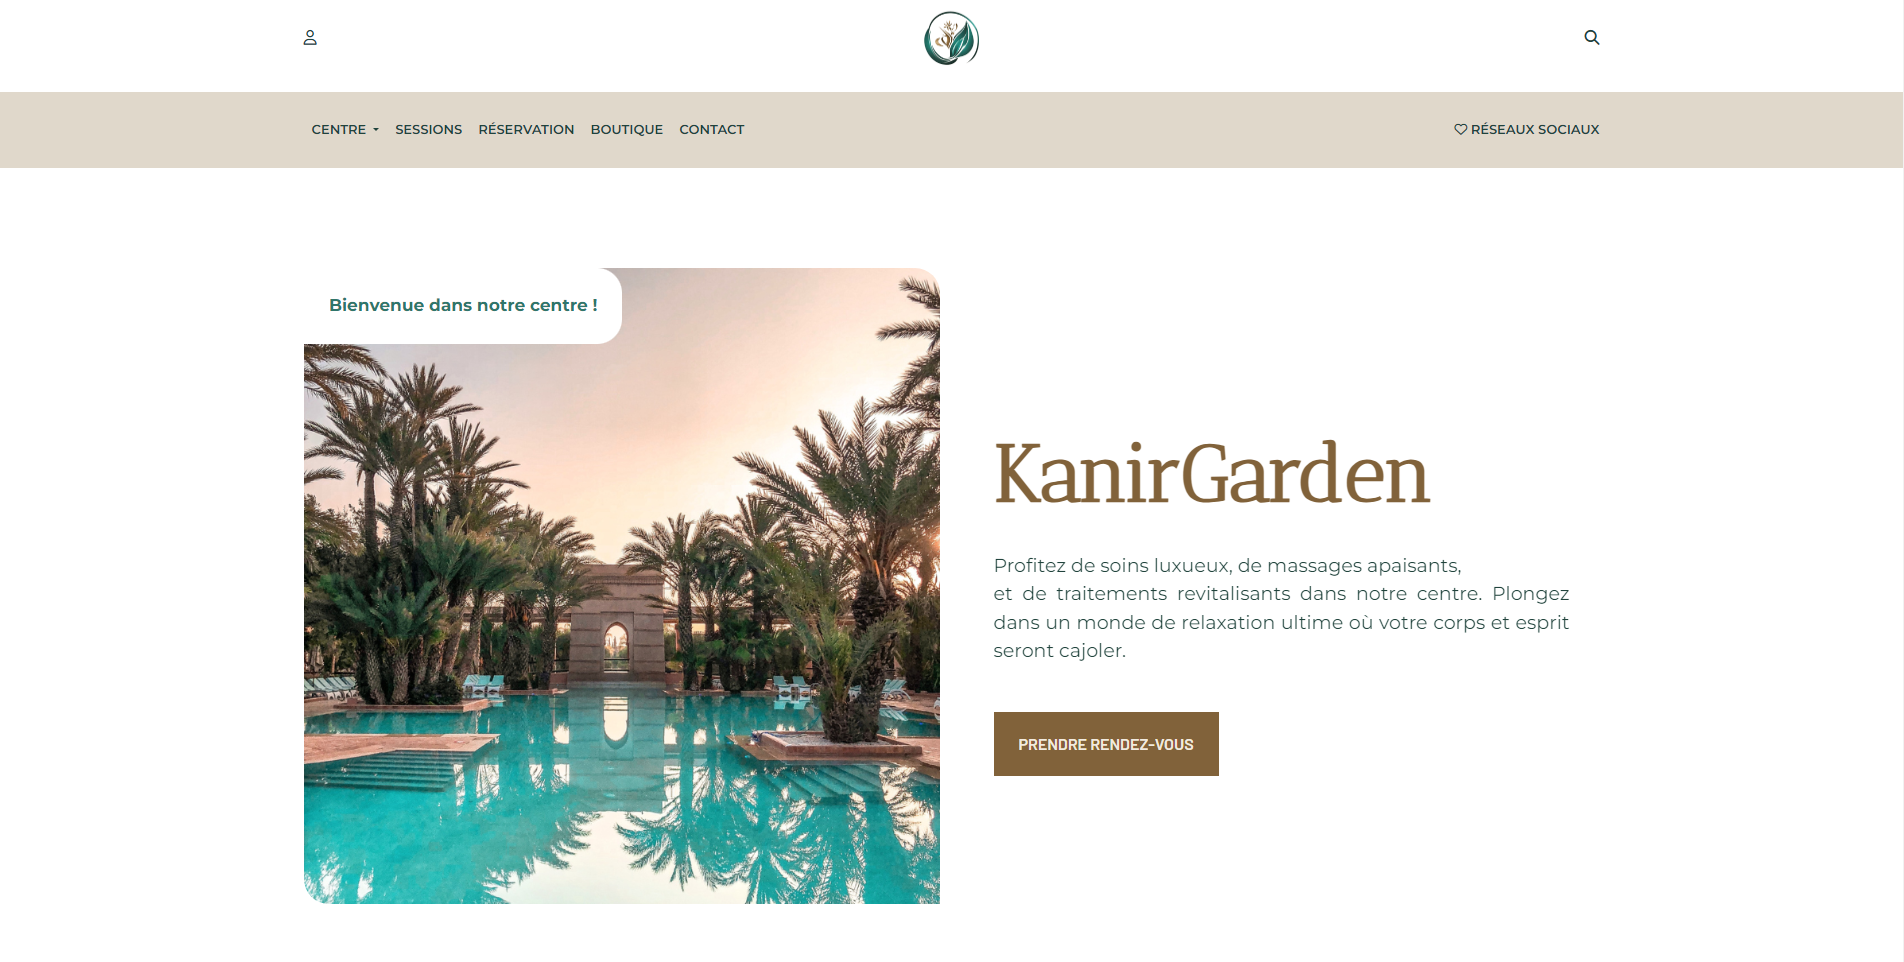 CENTRE
SESSIONS
RÉSERVATION
BOUTIQUE
CONTACT
RÉSEAUX SOCIAUX
Bienvenue dans notre centre !
KanirGarden
Profitez de soins luxueux, de massages apaisants,
et de traitements revitalisants dans notre centre. Plongez
dans un monde de relaxation ultime où votre corps et esprit
seront cajoler.
PRENDRE RENDEZ-VOUS